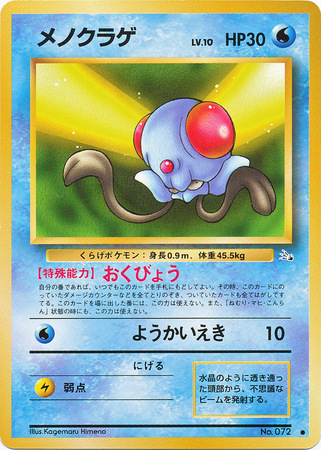 メノクラゲ LV.10 HP30
くらげポケモン：身長0.9m、体重45.5kg
【特殊能力】おくびょう
自分の番であれば、いつでもこのカードを手札にもどしてよい。その時、このカードにの
っていたダメージカウンターなどを全てとりのぞき、ついていたカードも全てはがしてす
てる。このカードを場に出した番には、この力は使えない。また、「ねむり・マヒ・こんらん」
状態の時にも、この力は使えない。
ようかいえき 10
にげる
弱点
水晶のように透き通っ
た頭部から、不思議な
ビームを発射する。
Illus.Kagemaru Himeno No.072